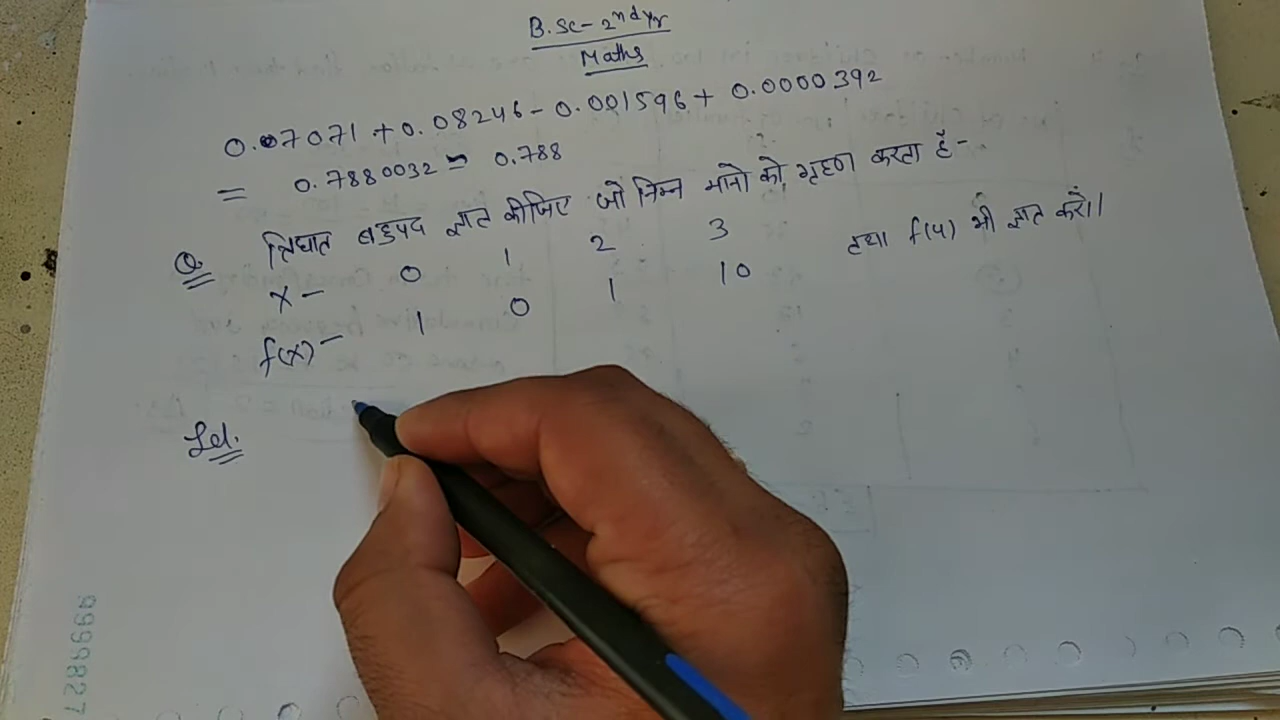 B.Sc- 2nd yr
Maths
0.07071 + 0.08246 - 0.001596 + 0.0000392
= 0.7880032 ≃ 0.788
Q. त्रिघात बहुपद ज्ञात कीजिए जो निम्न मानो को ग्रहण करता है -
x - 0 1 2 3 तथा f(4) भी ज्ञात करों।
f(x) - 1 0 1 10
Sol.
9999827